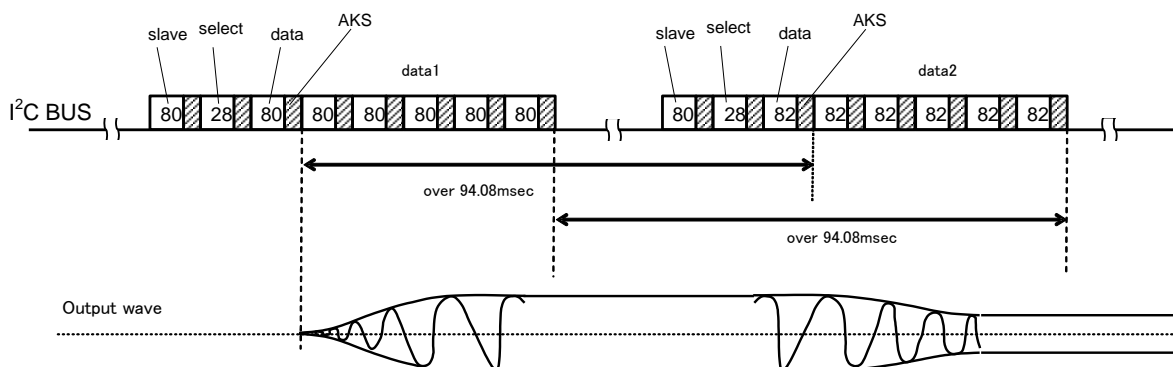 slave select data AKS
data1
slave select data AKS
data2
I²C BUS
80 28 80 80 80 80 80 80
80 28 82 82 82 82 82 82
over 94.08msec
over 94.08msec
Output wave